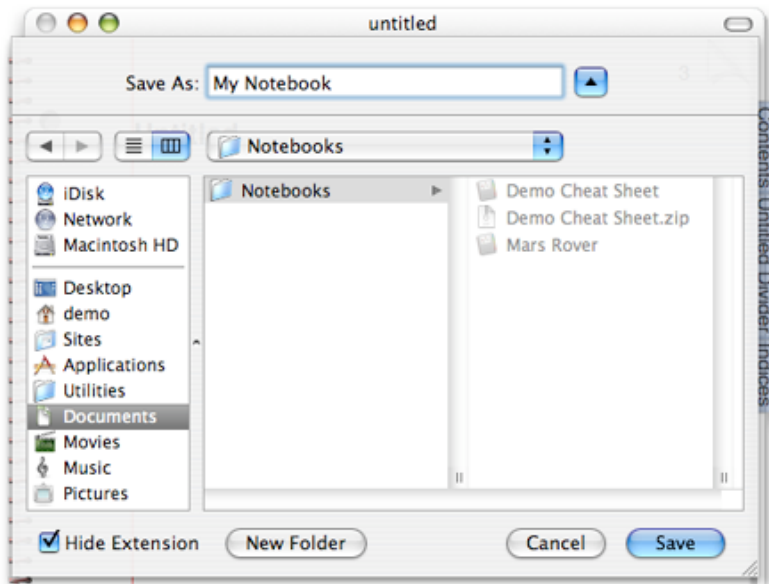 untitled
3
Save As: My Notebook
Notebooks
iDisk
Network
Macintosh HD
Desktop
demo
Sites
Applications
Utilities
Documents
Movies
Music
Pictures
Notebooks
Demo Cheat Sheet
Demo Cheat Sheet.zip
Mars Rover
Contents
Untitled Divider
Indices
Hide Extension
New Folder
Cancel
Save